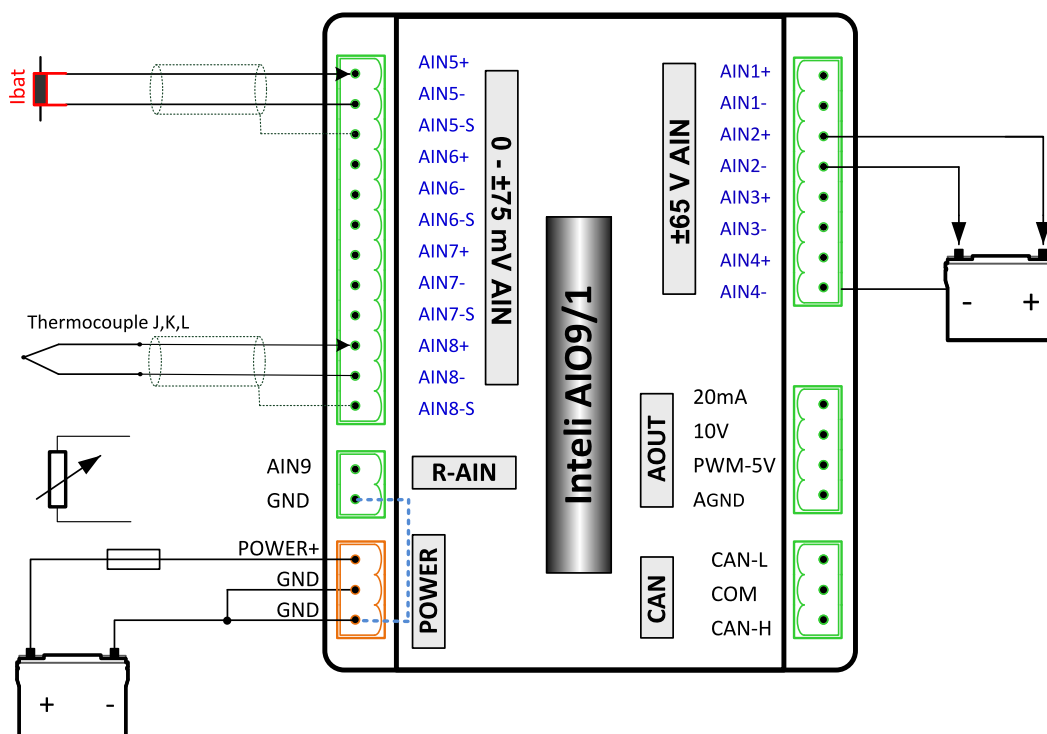 Ibat
AIN5+
AIN5-
AIN5-S
AIN6+
AIN6-
AIN6-S
AIN7+
AIN7-
AIN7-S
AIN8+
AIN8-
AIN8-S
0 - ±75 mV AIN
Thermocouple J,K,L
AIN9
GND
R-AIN
POWER+
GND
GND
POWER
+ -
Inteli AIO9/1
±65 V AIN
AIN1+
AIN1-
AIN2+
AIN2-
AIN3+
AIN3-
AIN4+
AIN4-
- +
AOUT
20mA
10V
PWM-5V
AGND
CAN
CAN-L
COM
CAN-H